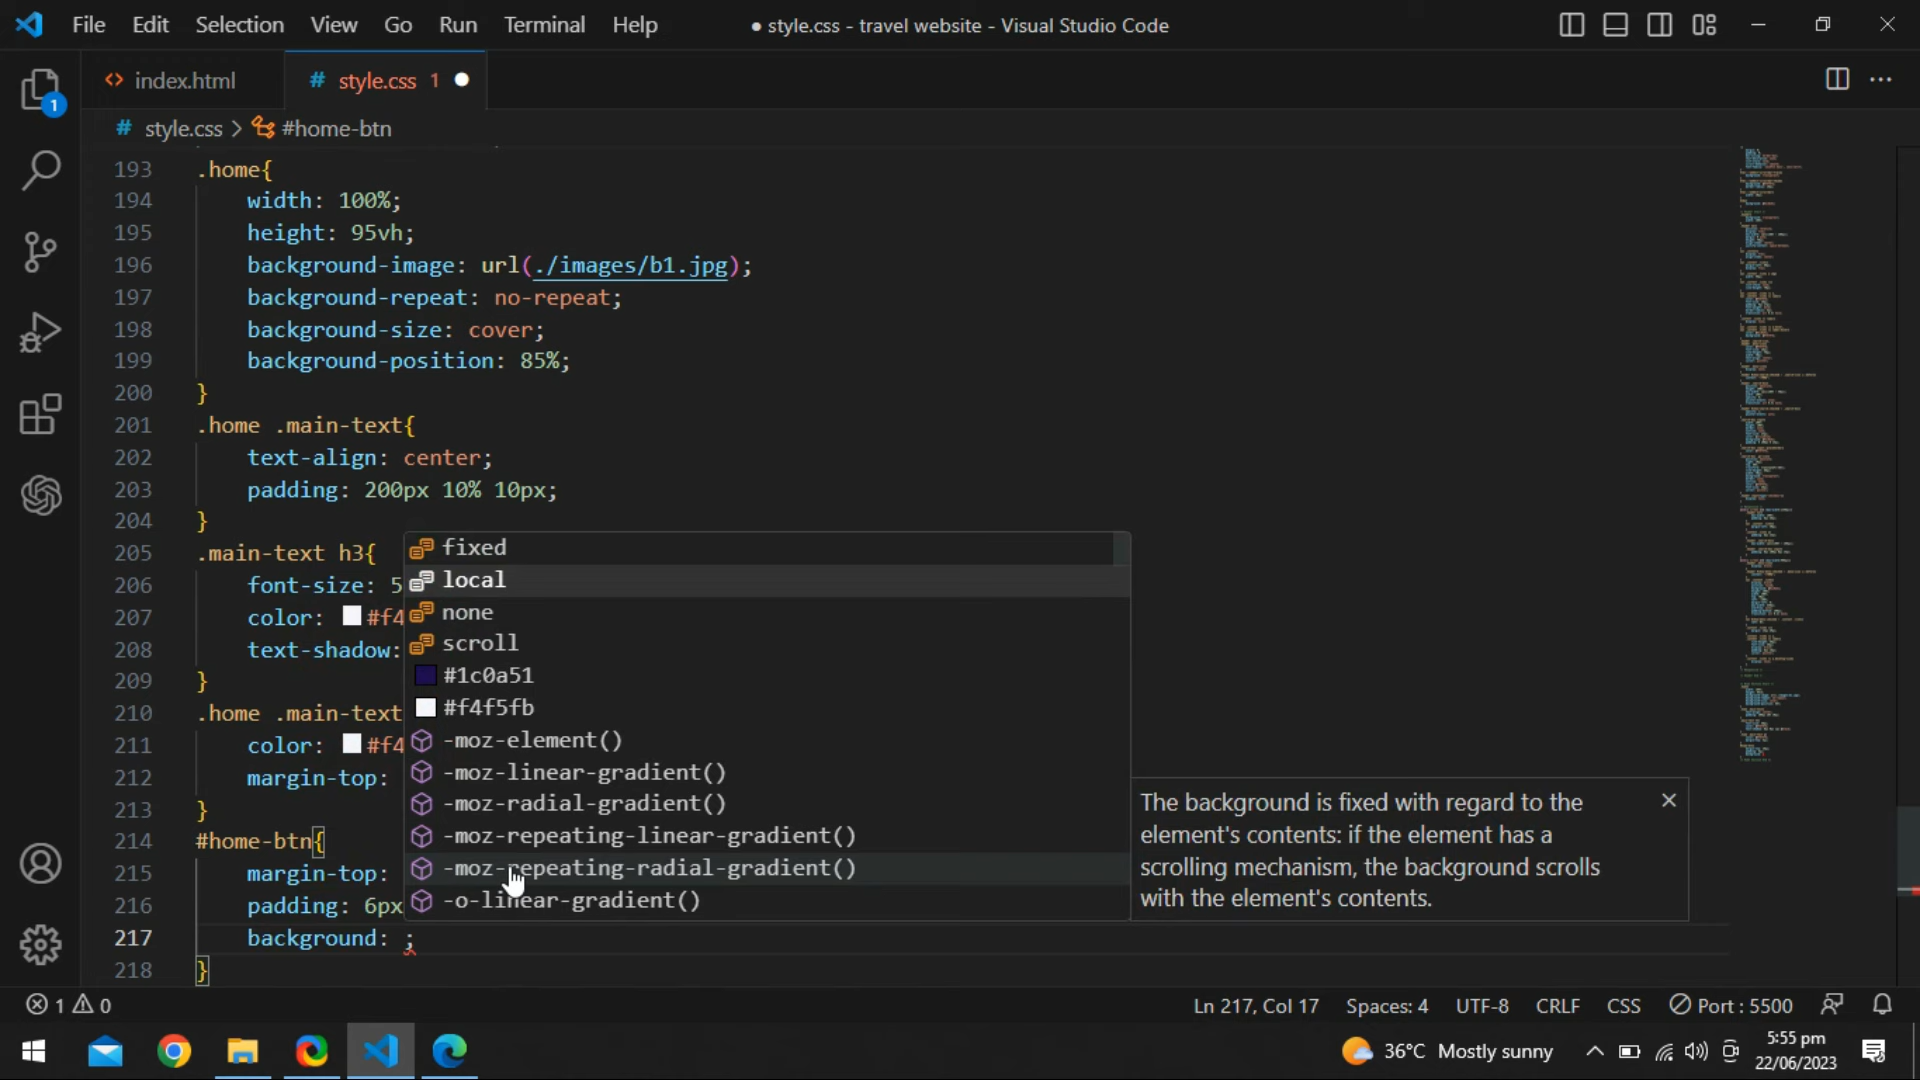 File Edit Selection View Go Run Terminal Help
● style.css - travel website - Visual Studio Code
<> index.html
# style.css 1 ●
# style.css > #home-btn
193 .home{
194 width: 100%;
195 height: 95vh;
196 background-image: url(./images/b1.jpg);
197 background-repeat: no-repeat;
198 background-size: cover;
199 background-position: 85%;
200 }
201 .home .main-text{
202 text-align: center;
203 padding: 200px 10% 10px;
204 }
205 .main-text h3{
206 font-size: 5
207 color: #f4
208 text-shadow:
209 }
210 .home .main-text
211 color: #f4
212 margin-top:
213 }
214 #home-btn{
215 margin-top:
216 padding: 6px
217 background: ;
218 }
fixed
local
none
scroll
#1c0a51
#f4f5fb
-moz-element()
-moz-linear-gradient()
-moz-radial-gradient()
-moz-repeating-linear-gradient()
-moz-repeating-radial-gradient()
-o-linear-gradient()
The background is fixed with regard to the
element's contents: if the element has a
scrolling mechanism, the background scrolls
with the element's contents.
1
1 0
Ln 217, Col 17 Spaces: 4 UTF-8 CRLF CSS Port : 5500
36°C Mostly sunny
5:55 pm
22/06/2023